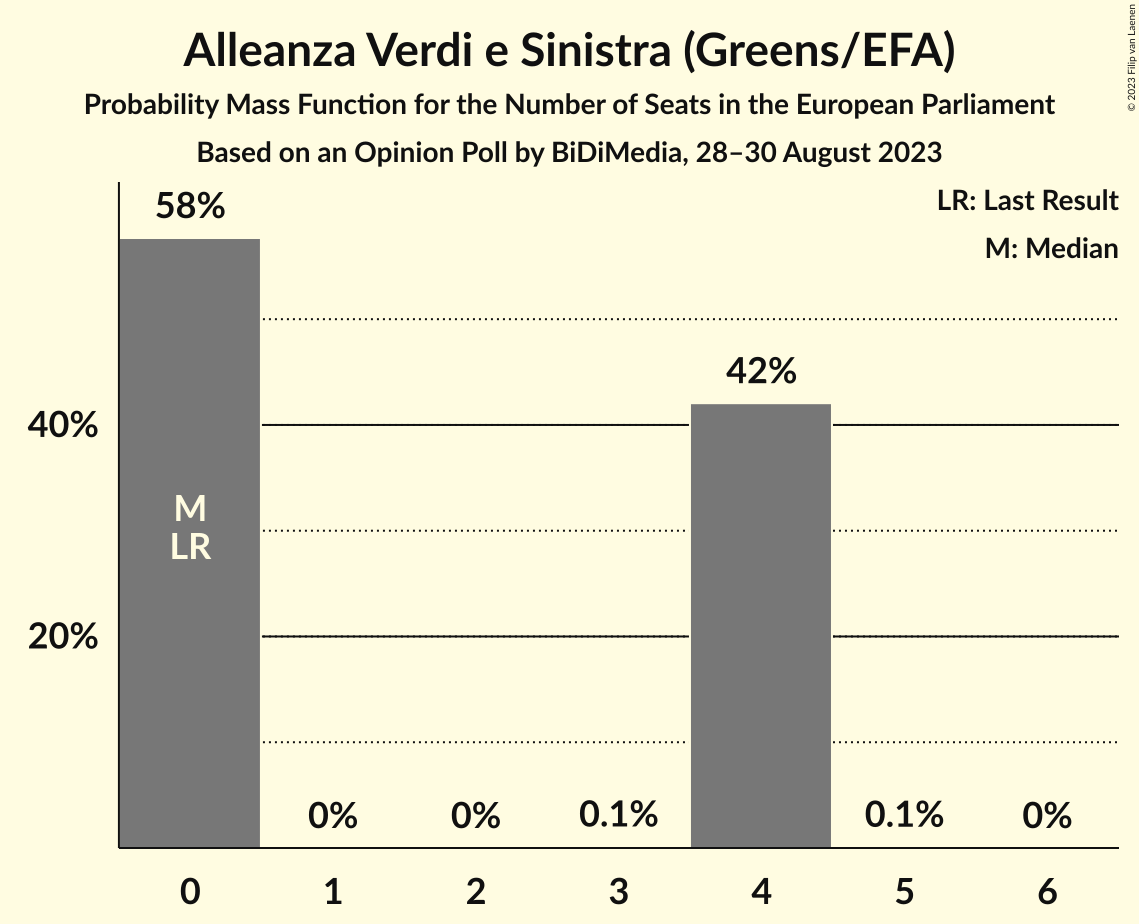 Alleanza Verdi e Sinistra (Greens/EFA)
Probability Mass Function for the Number of Seats in the European Parliament
Based on an Opinion Poll by BiDiMedia, 28–30 August 2023
© 2023 Filip van Laenen
LR: Last Result
M: Median
58%
42%
40%
M
LR
20%
0%
0%
0.1%
0.1%
0%
0
1
2
3
4
5
6